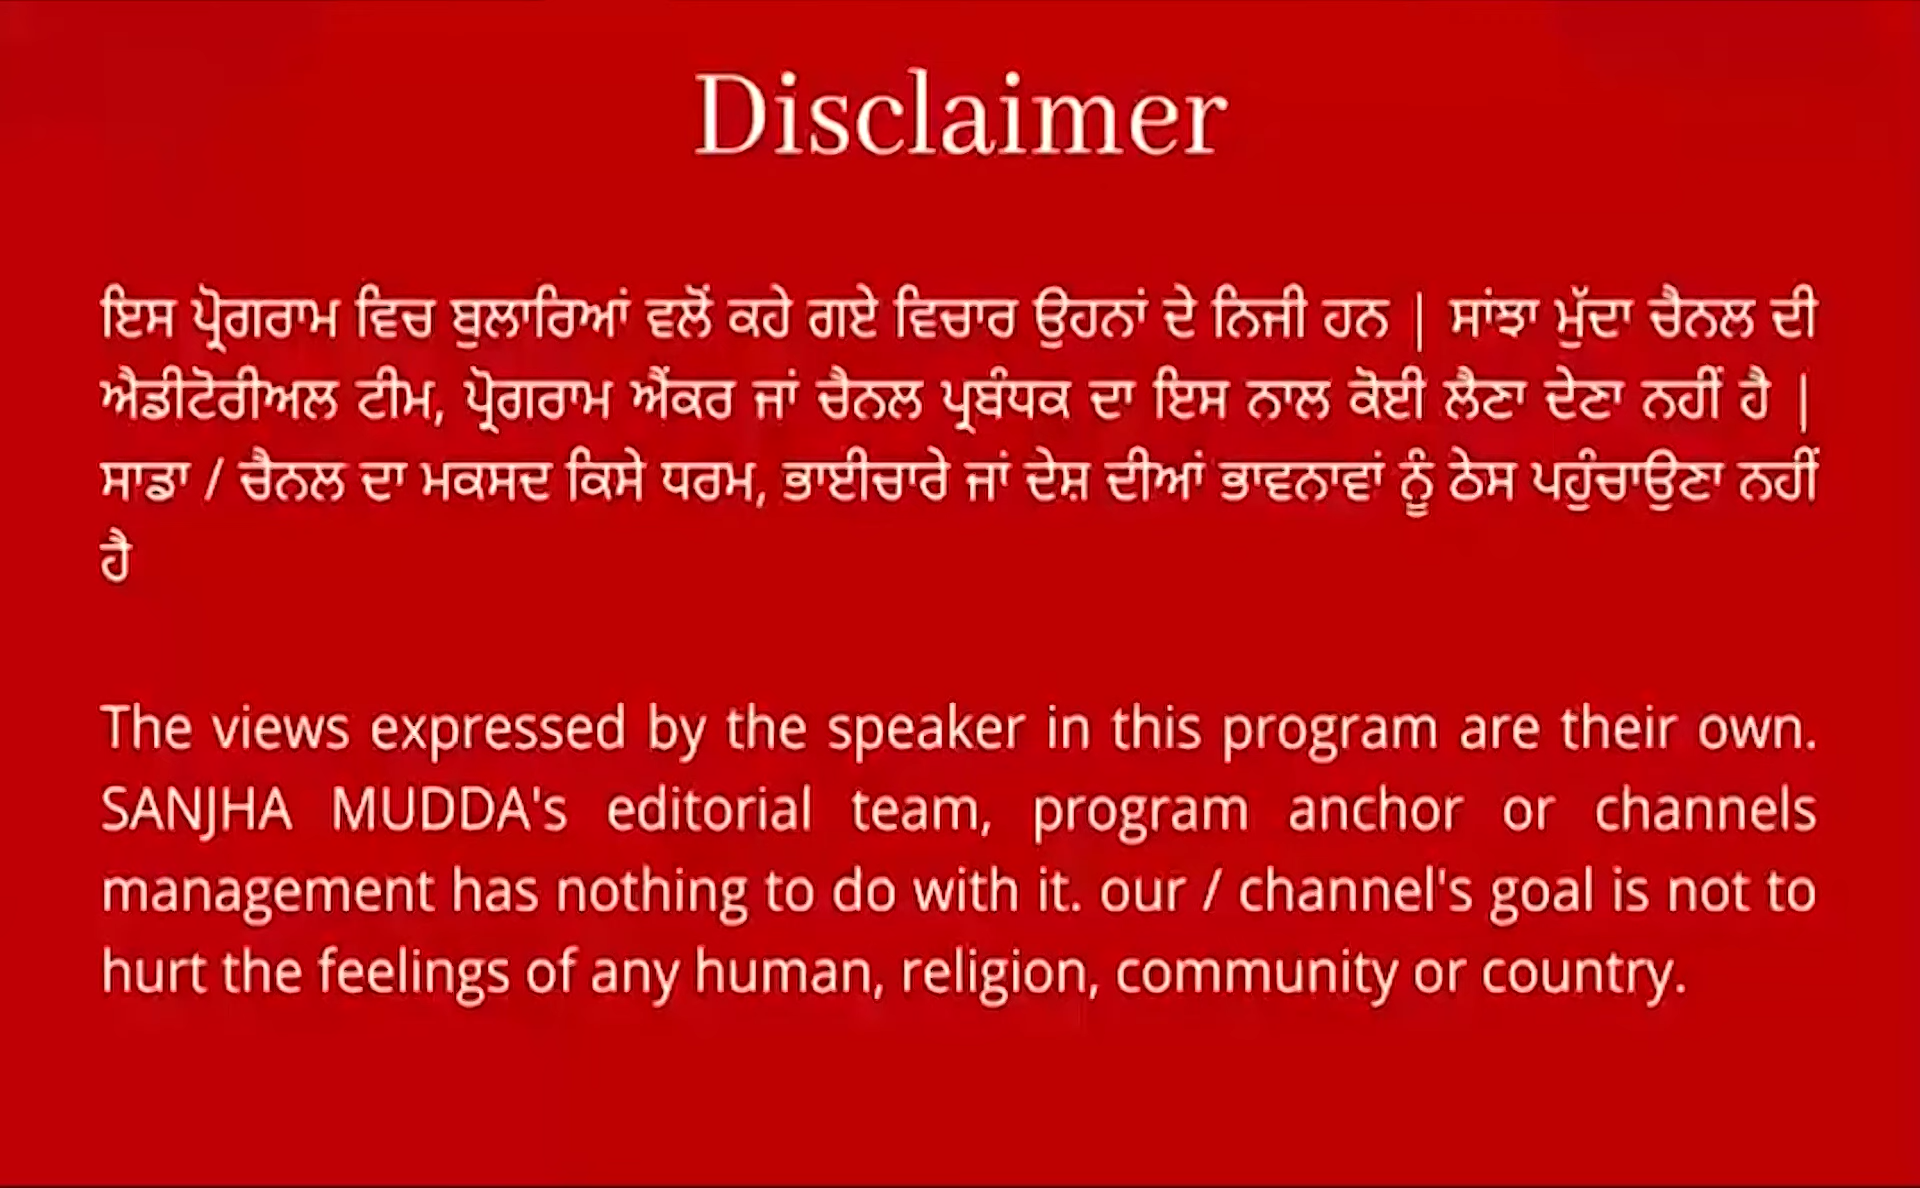 Disclaimer
ਇਸ ਪ੍ਰੋਗਰਾਮ ਵਿਚ ਬੁਲਾਰਿਆਂ ਵਲੋਂ ਕਹੇ ਗਏ ਵਿਚਾਰ ਉਹਨਾਂ ਦੇ ਨਿਜੀ ਹਨ | ਸਾਂਝਾ ਮੁੱਦਾ ਚੈਨਲ ਦੀ
ਐਡੀਟੋਰੀਅਲ ਟੀਮ, ਪ੍ਰੋਗਰਾਮ ਐਂਕਰ ਜਾਂ ਚੈਨਲ ਪ੍ਰਬੰਧਕ ਦਾ ਇਸ ਨਾਲ ਕੋਈ ਲੈਣਾ ਦੇਣਾ ਨਹੀਂ ਹੈ |
ਸਾਡਾ / ਚੈਨਲ ਦਾ ਮਕਸਦ ਕਿਸੇ ਧਰਮ, ਭਾਈਚਾਰੇ ਜਾਂ ਦੇਸ਼ ਦੀਆਂ ਭਾਵਨਾਵਾਂ ਨੂੰ ਠੇਸ ਪਹੁੰਚਾਉਣਾ ਨਹੀਂ
ਹੈ
The views expressed by the speaker in this program are their own.
SANJHA MUDDA's editorial team, program anchor or channels
management has nothing to do with it. our / channel's goal is not to
hurt the feelings of any human, religion, community or country.